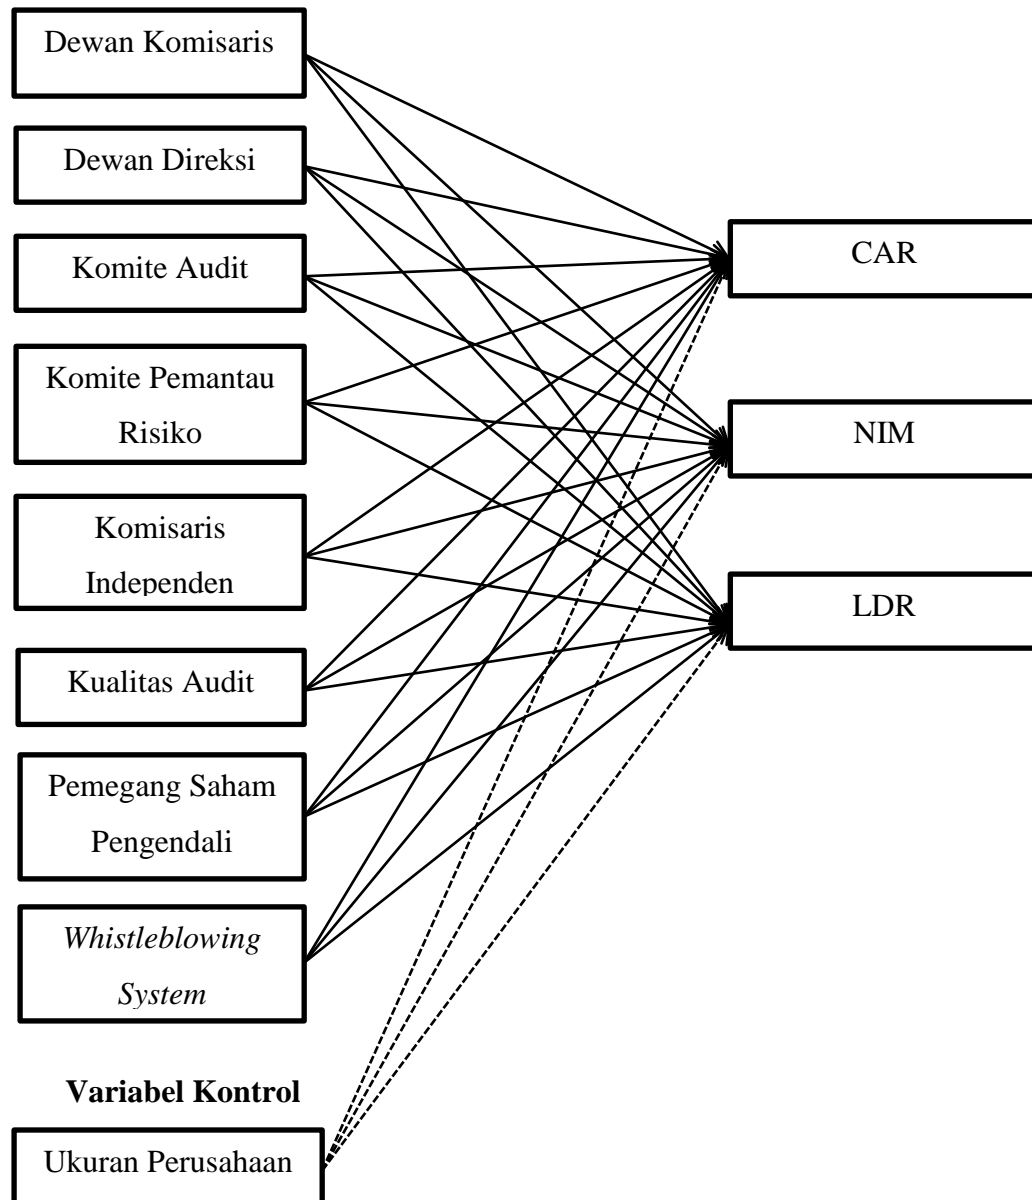 Dewan Komisaris
Dewan Direksi
Komite Audit
Komite Pemantau
Risiko
Komisaris
Independen
Kualitas Audit
Pemegang Saham
Pengendali
Whistleblowing
System
Variabel Kontrol
Ukuran Perusahaan
CAR
NIM
LDR